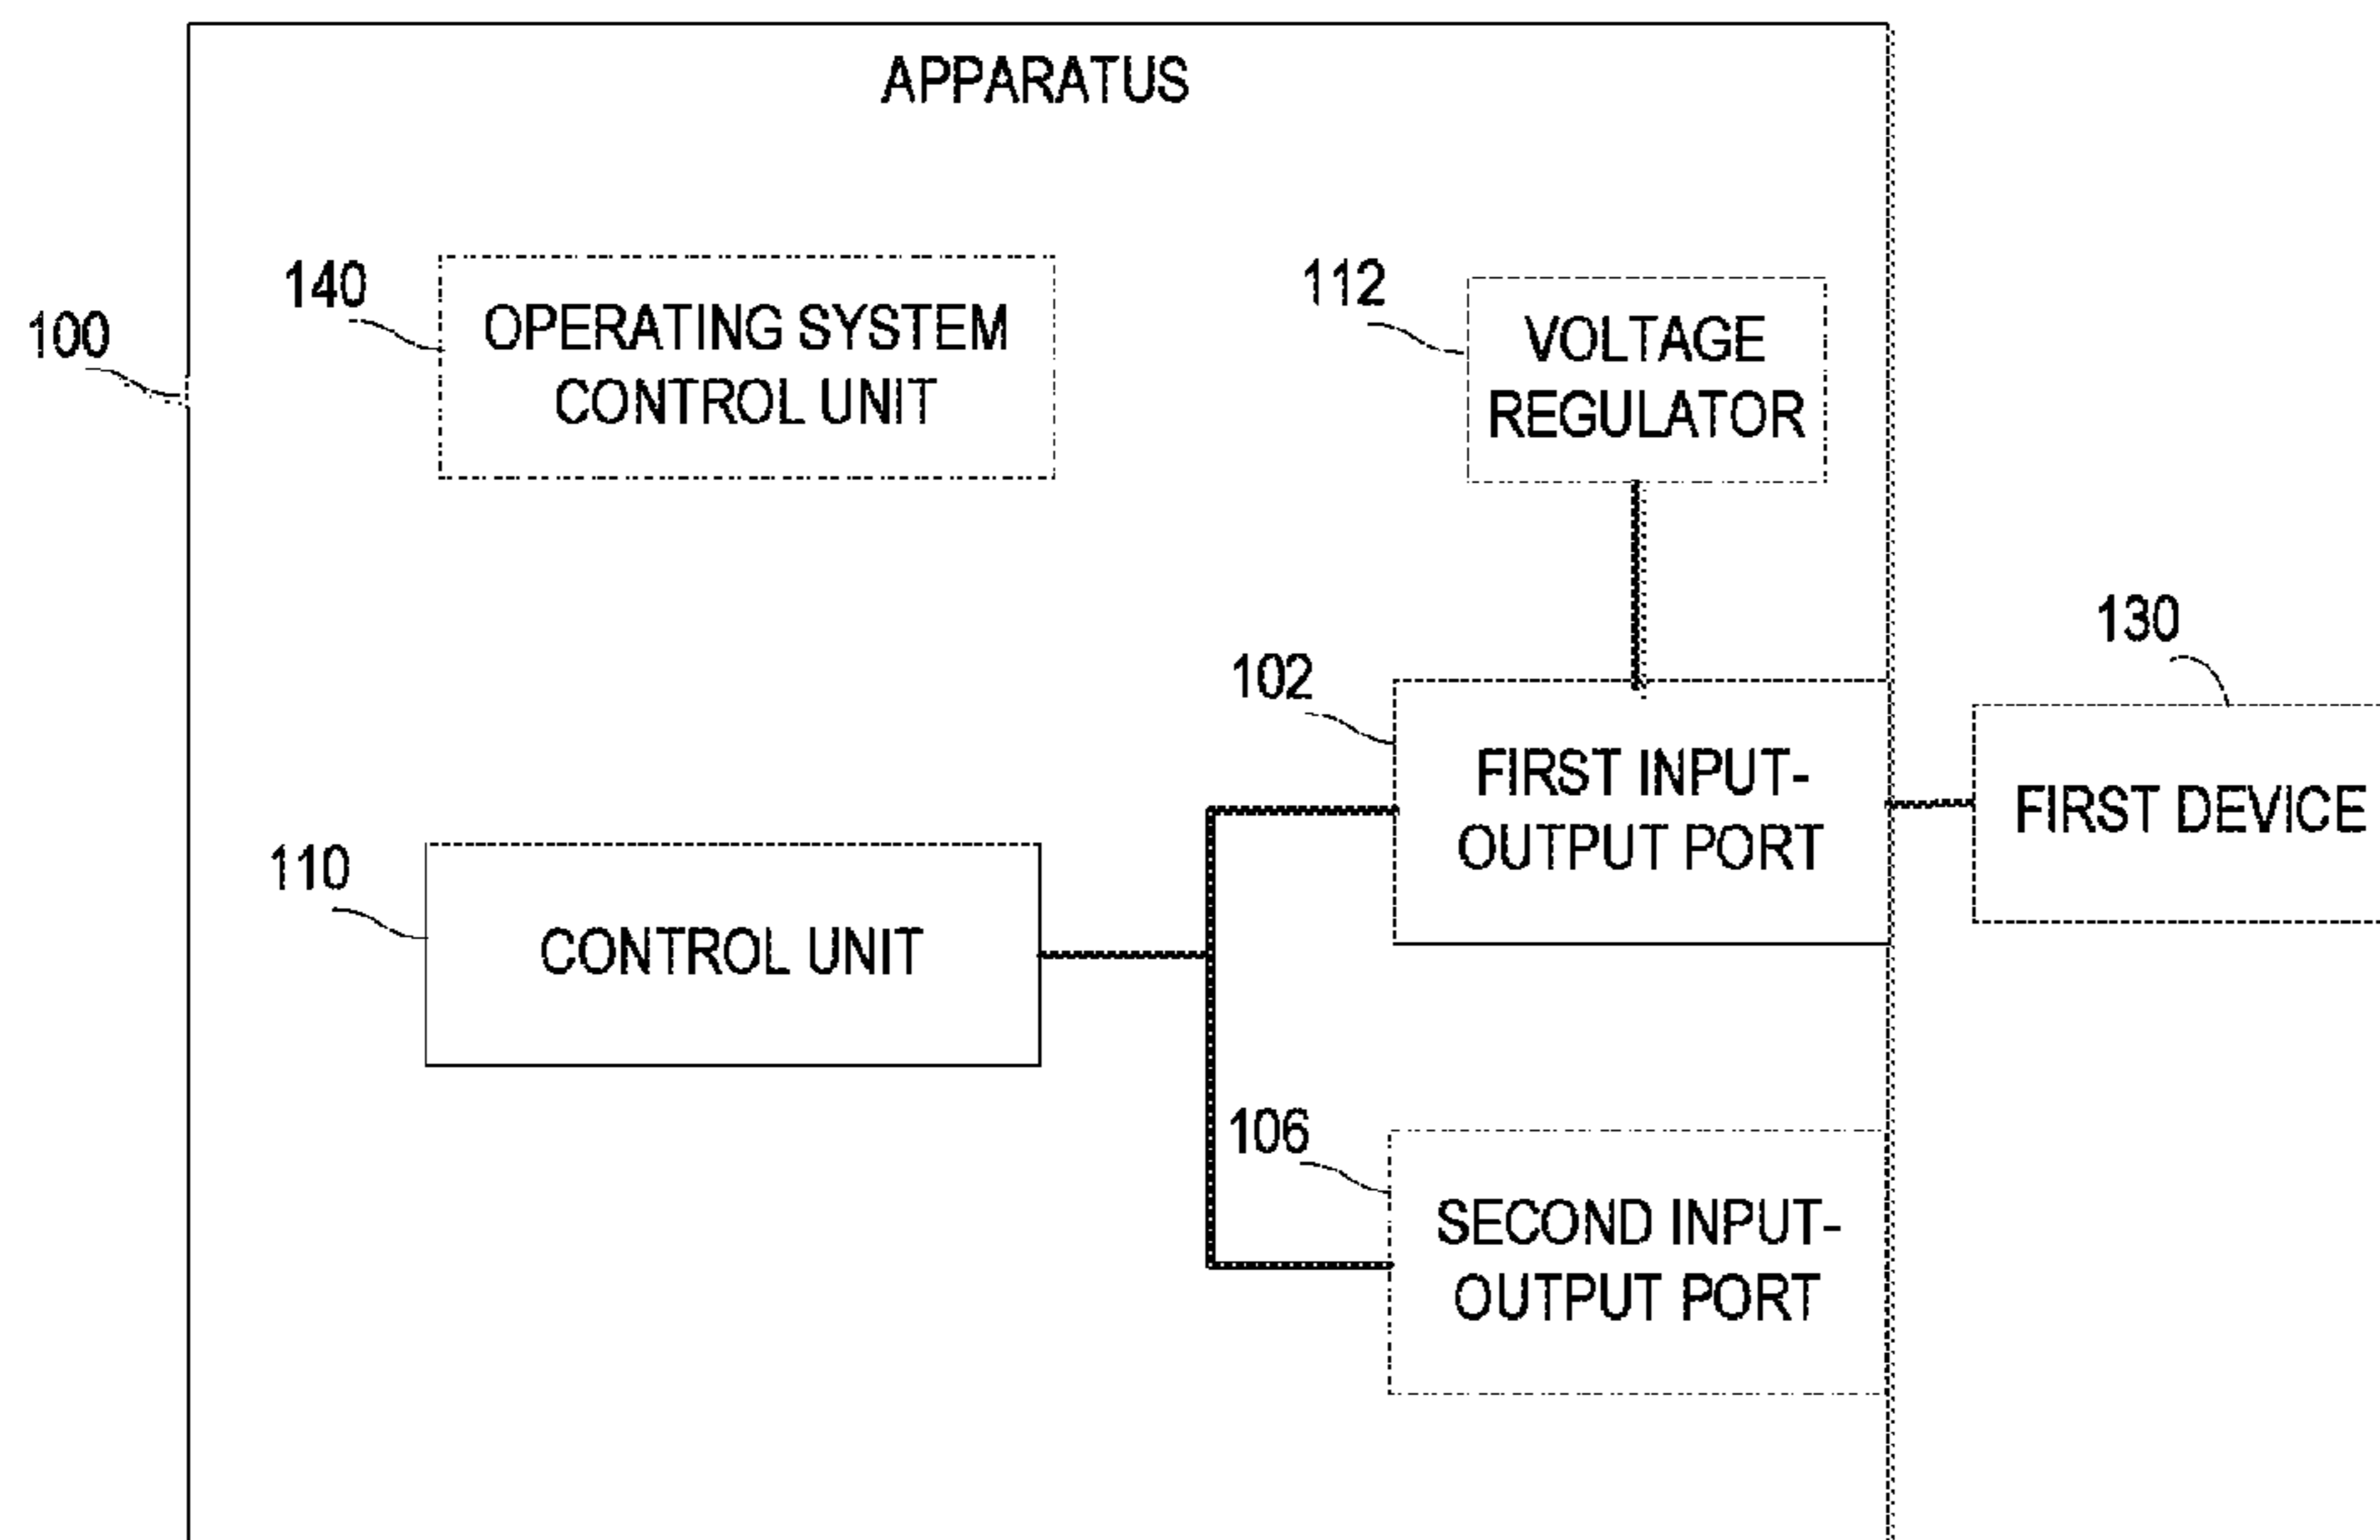 APPARATUS
140
OPERATING SYSTEM
CONTROL UNIT
112
VOLTAGE
REGULATOR
100
130
102
FIRST INPUT-
OUTPUT PORT
FIRST DEVICE
110
CONTROL UNIT
106
SECOND INPUT-
OUTPUT PORT